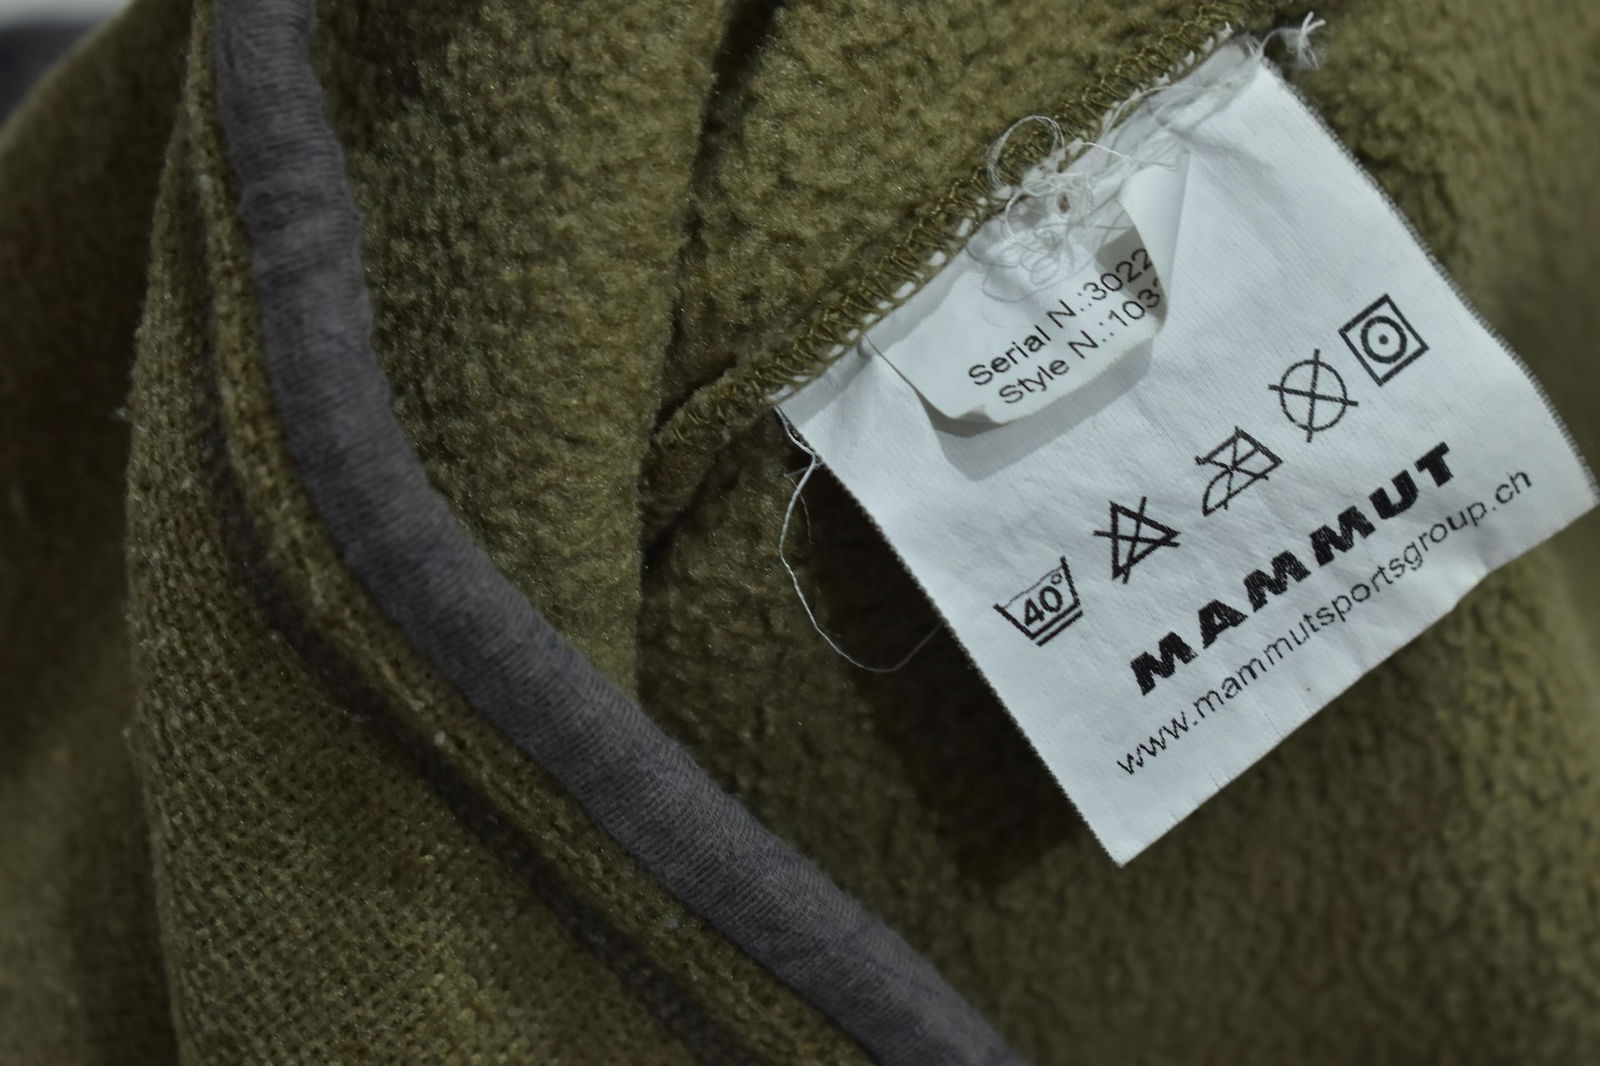 Serial N.:3022
Style N.:103
40°
MAMMUT
www.mammutsportsgroup.ch